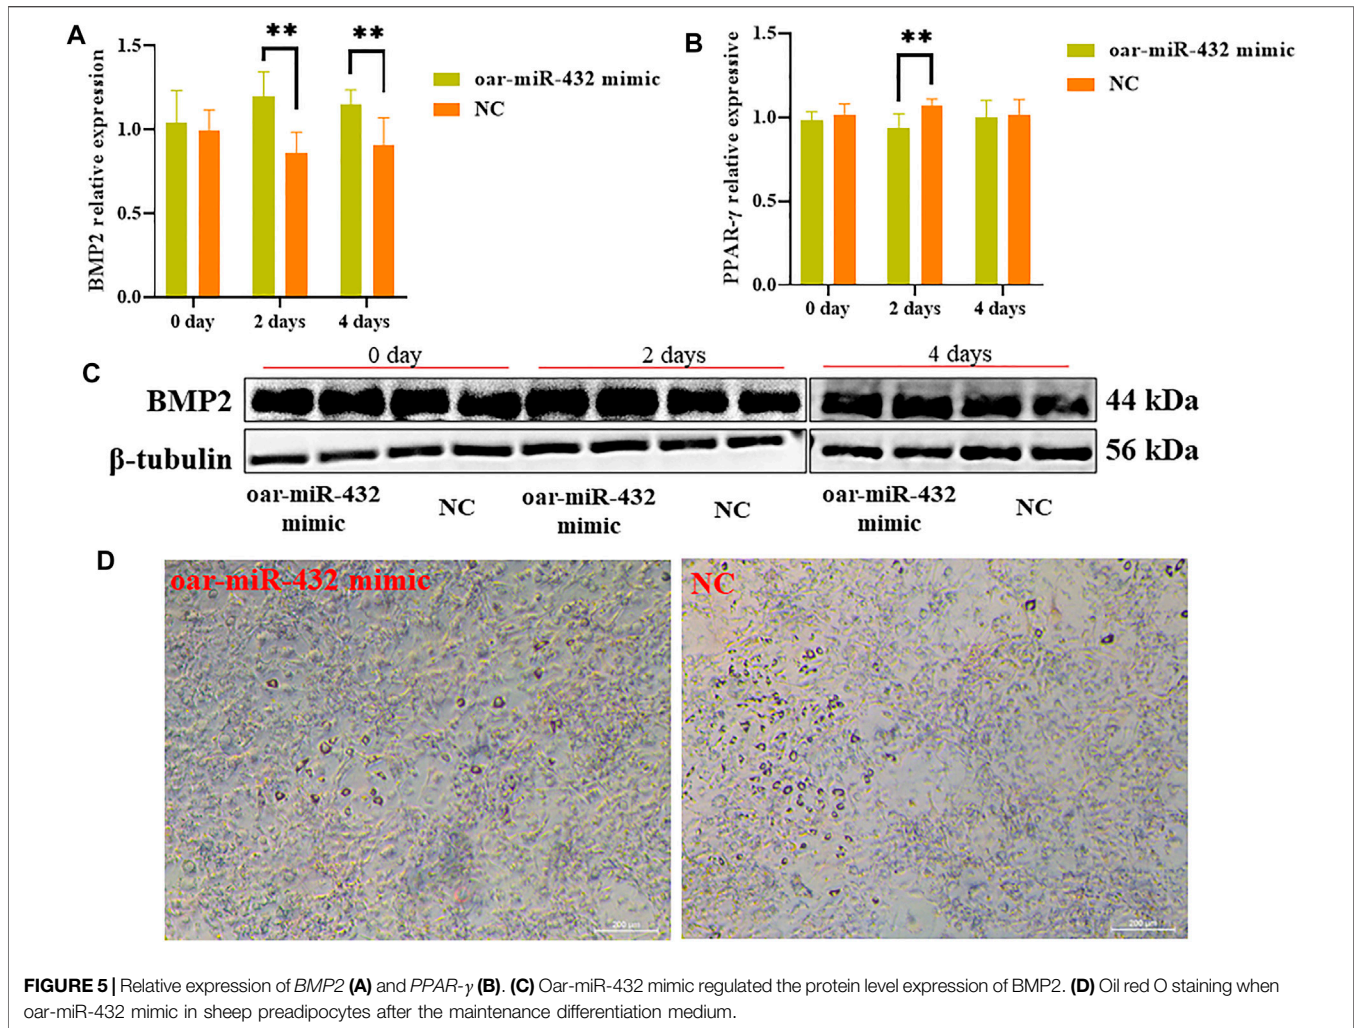 A
1.5
1.0
0.5
0.0
BMP2 relative expression
** **
0 day 2 days 4 days
oar-miR-432 mimic
NC
B
1.5
1.0
0.5
0.0
PPAR-γ relative expressive
**
0 day 2 days 4 days
oar-miR-432 mimic
NC
C
0 day 2 days 4 days
BMP2 44 kDa
β-tubulin 56 kDa
oar-miR-432 mimic NC oar-miR-432 mimic NC oar-miR-432 mimic NC
D
oar-miR-432 mimic
NC
200 μm
200 μm
FIGURE 5 | Relative expression of BMP2 (A) and PPAR-γ (B). (C) Oar-miR-432 mimic regulated the protein level expression of BMP2. (D) Oil red O staining when
oar-miR-432 mimic in sheep preadipocytes after the maintenance differentiation medium.